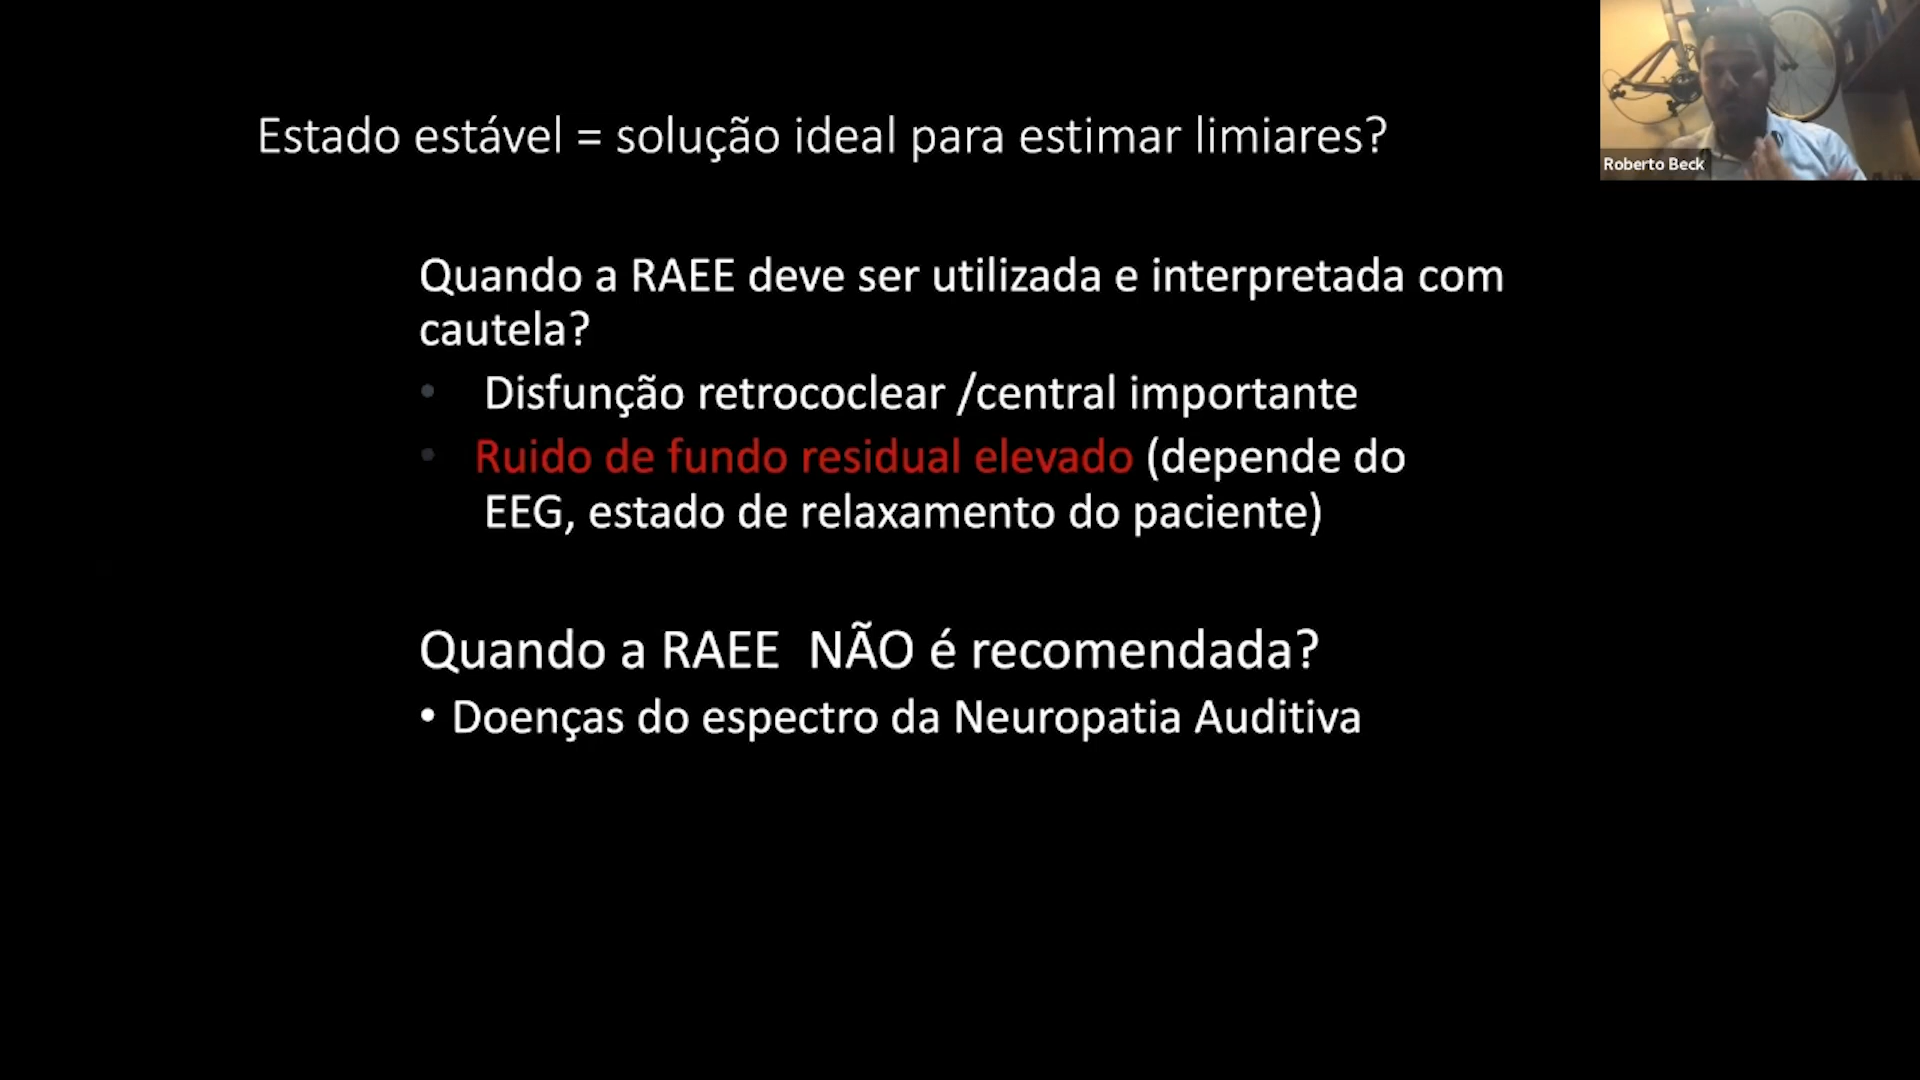 Estado estável = solução ideal para estimar limiares?
Roberto Beck
Quando a RAEE deve ser utilizada e interpretada com
cautela?
• Disfunção retrococlear /central importante
• Ruido de fundo residual elevado (depende do
EEG, estado de relaxamento do paciente)
Quando a RAEE NÃO é recomendada?
• Doenças do espectro da Neuropatia Auditiva